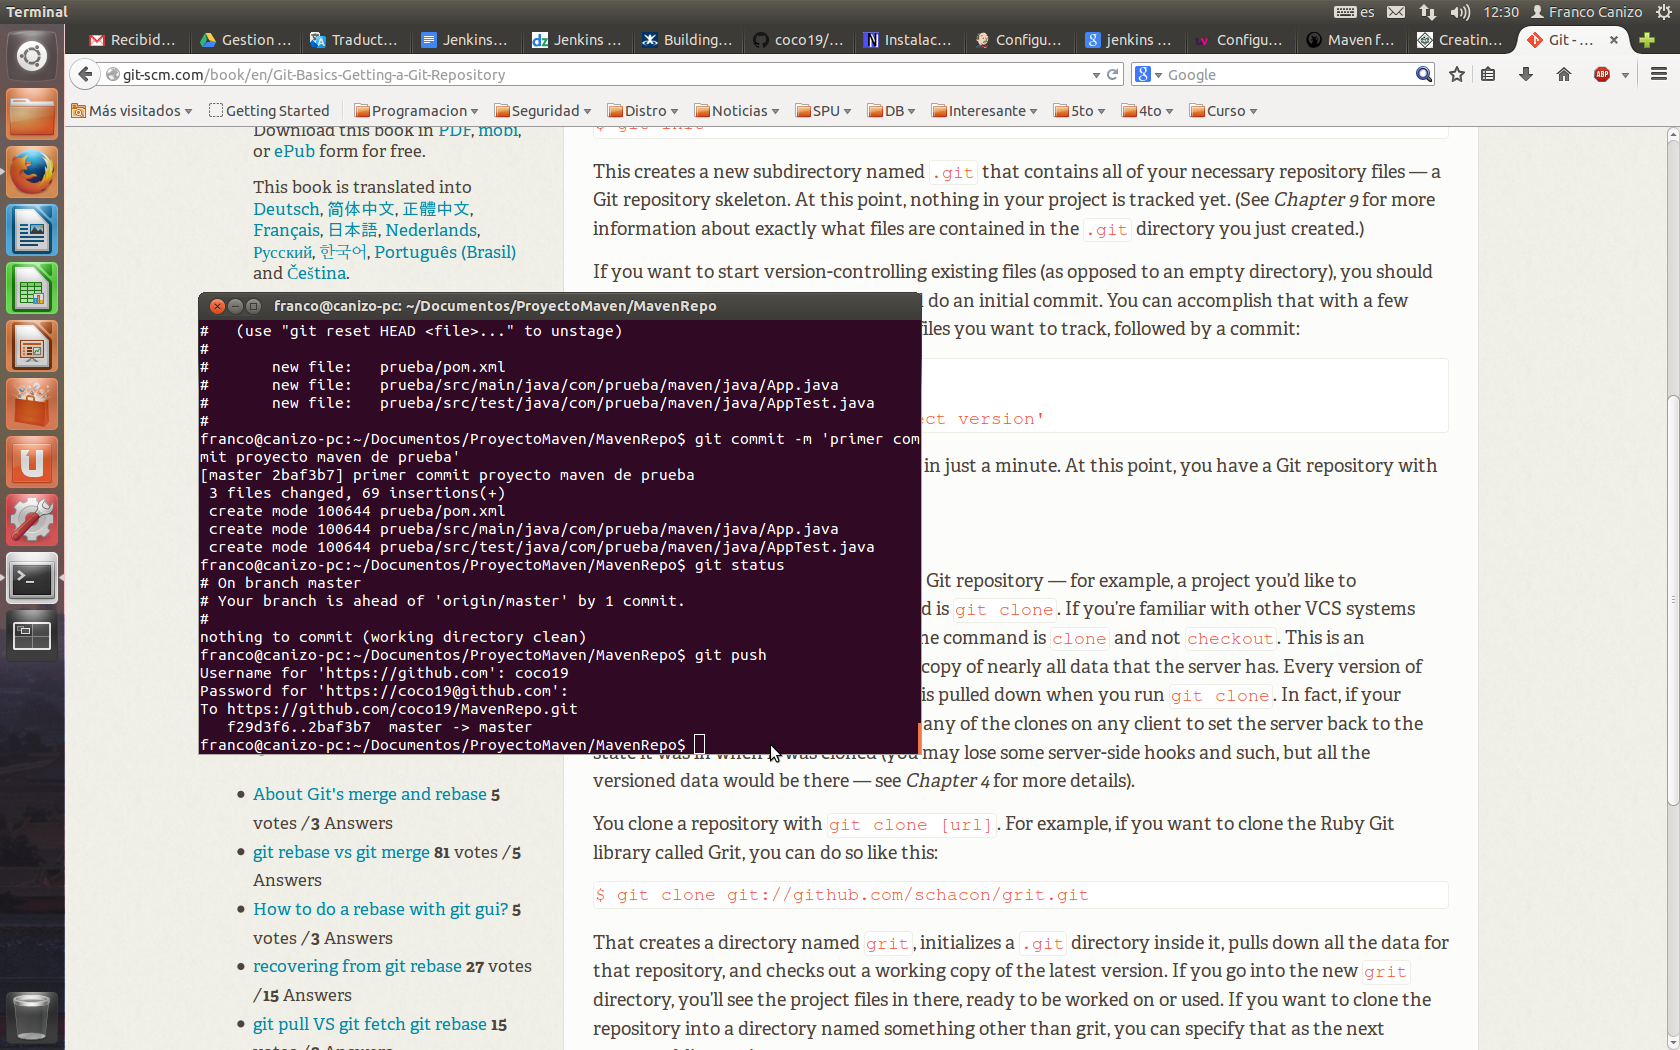 Terminal
es
12:30
Franco Canizo
Recibid...
Gestion ...
Traduct...
Jenkins...
Jenkins ...
Building...
coco19/...
Instalac...
Configu...
jenkins ...
Configu...
Maven f...
Creatin...
Git - ...
git-scm.com/book/en/Git-Basics-Getting-a-Git-Repository
Google
ABP
Más visitados
Getting Started
Programacion
Seguridad
Distro
Noticias
SPU
DB
Interesante
5to
4to
Curso
Download this book in PDF, mobi,
or ePub form for free.
This book is translated into
Deutsch, 简体中文, 正體中文,
Français, 日本語, Nederlands,
Русский, 한국어, Português (Brasil)
and Čeština.
$ git init
This creates a new subdirectory named .git that contains all of your necessary repository files — a
Git repository skeleton. At this point, nothing in your project is tracked yet. (See Chapter 9 for more
information about exactly what files are contained in the .git directory you just created.)
If you want to start version-controlling existing files (as opposed to an empty directory), you should
do an initial commit. You can accomplish that with a few
files you want to track, followed by a commit:
ect version'
in just a minute. At this point, you have a Git repository with
Git repository — for example, a project you'd like to
d is git clone. If you're familiar with other VCS systems
he command is clone and not checkout. This is an
copy of nearly all data that the server has. Every version of
is pulled down when you run git clone. In fact, if your
any of the clones on any client to set the server back to the
state it was in when it was cloned (you may lose some server-side hooks and such, but all the
versioned data would be there — see Chapter 4 for more details).
You clone a repository with git clone [url]. For example, if you want to clone the Ruby Git
library called Grit, you can do so like this:
$ git clone git://github.com/schacon/grit.git
That creates a directory named grit, initializes a .git directory inside it, pulls down all the data for
that repository, and checks out a working copy of the latest version. If you go into the new grit
directory, you'll see the project files in there, ready to be worked on or used. If you want to clone the
repository into a directory named something other than grit, you can specify that as the next
franco@canizo-pc: ~/Documentos/ProyectoMaven/MavenRepo
#   (use "git reset HEAD <file>..." to unstage)
#
#       new file:   prueba/pom.xml
#       new file:   prueba/src/main/java/com/prueba/maven/java/App.java
#       new file:   prueba/src/test/java/com/prueba/maven/java/AppTest.java
#
franco@canizo-pc:~/Documentos/ProyectoMaven/MavenRepo$ git commit -m 'primer com
mit proyecto maven de prueba'
[master 2baf3b7] primer commit proyecto maven de prueba
 3 files changed, 69 insertions(+)
 create mode 100644 prueba/pom.xml
 create mode 100644 prueba/src/main/java/com/prueba/maven/java/App.java
 create mode 100644 prueba/src/test/java/com/prueba/maven/java/AppTest.java
franco@canizo-pc:~/Documentos/ProyectoMaven/MavenRepo$ git status
# On branch master
# Your branch is ahead of 'origin/master' by 1 commit.
#
nothing to commit (working directory clean)
franco@canizo-pc:~/Documentos/ProyectoMaven/MavenRepo$ git push
Username for 'https://github.com': coco19
Password for 'https://coco19@github.com':
To https://github.com/coco19/MavenRepo.git
   f29d3f6..2baf3b7  master -> master
franco@canizo-pc:~/Documentos/ProyectoMaven/MavenRepo$
About Git's merge and rebase 5
votes / 3 Answers
git rebase vs git merge 81 votes / 5
Answers
How to do a rebase with git gui? 5
votes / 3 Answers
recovering from git rebase 27 votes
/ 15 Answers
git pull VS git fetch git rebase 15